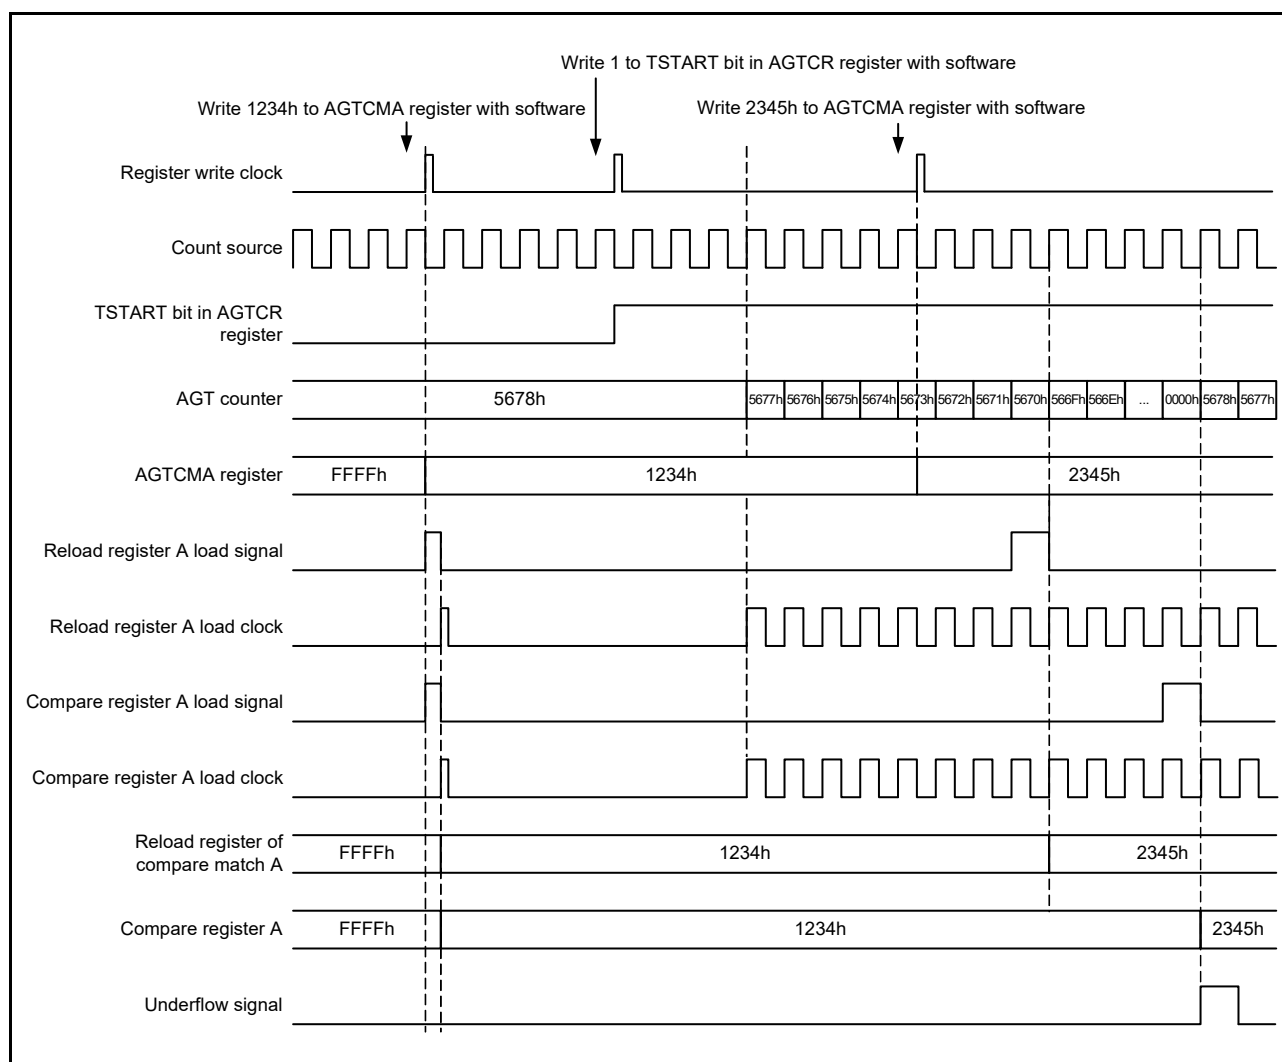 Write 1 to TSTART bit in AGTCR register with software
Write 1234h to AGTCMA register with software
Write 2345h to AGTCMA register with software
Register write clock
Count source
TSTART bit in AGTCR
register
AGT counter
5678h
5677h 5676h 5675h 5674h 5673h 5672h 5671h 5670h 566Fh 566Eh ... 0000h 5678h 5677h
AGTCMA register
FFFFh
1234h
2345h
Reload register A load signal
Reload register A load clock
Compare register A load signal
Compare register A load clock
Reload register of
compare match A
FFFFh
1234h
2345h
Compare register A
FFFFh
1234h
2345h
Underflow signal